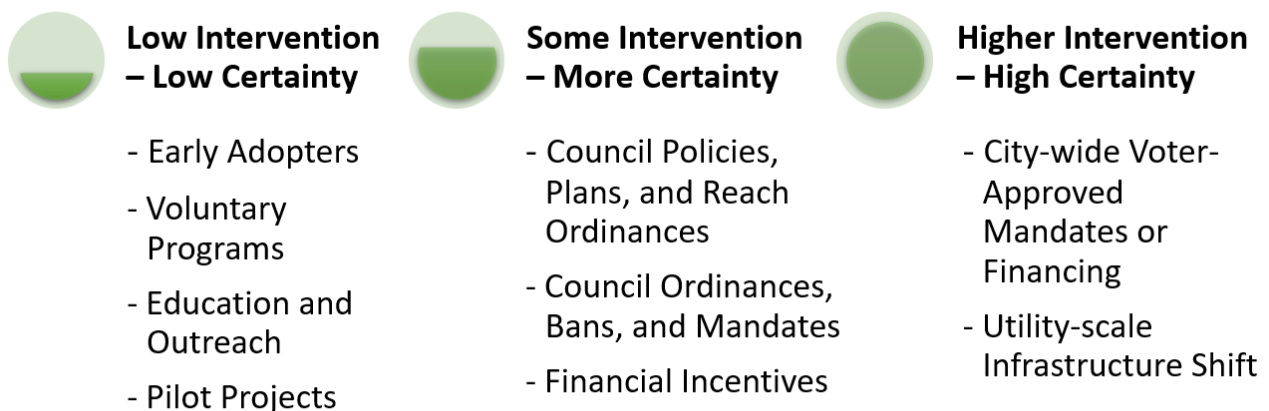 Low Intervention
– Low Certainty
- Early Adopters
- Voluntary
Programs
- Education and
Outreach
- Pilot Projects
Some Intervention
– More Certainty
- Council Policies,
Plans, and Reach
Ordinances
- Council Ordinances,
Bans, and Mandates
- Financial Incentives
Higher Intervention
– High Certainty
- City-wide Voter-
Approved
Mandates or
Financing
- Utility-scale
Infrastructure Shift